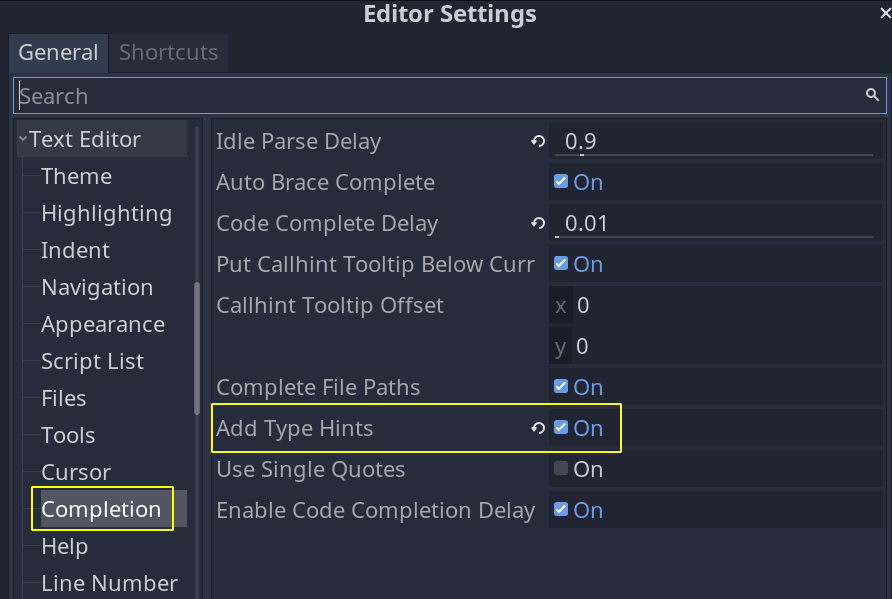 Editor Settings
General Shortcuts
Search
Text Editor
Theme
Highlighting
Indent
Navigation
Appearance
Script List
Files
Tools
Cursor
Completion
Help
Line Number
Idle Parse Delay 0.9
Auto Brace Complete On
Code Complete Delay 0.01
Put Callhint Tooltip Below Curr On
Callhint Tooltip Offset x 0
y 0
Complete File Paths On
Add Type Hints On
Use Single Quotes On
Enable Code Completion Delay On